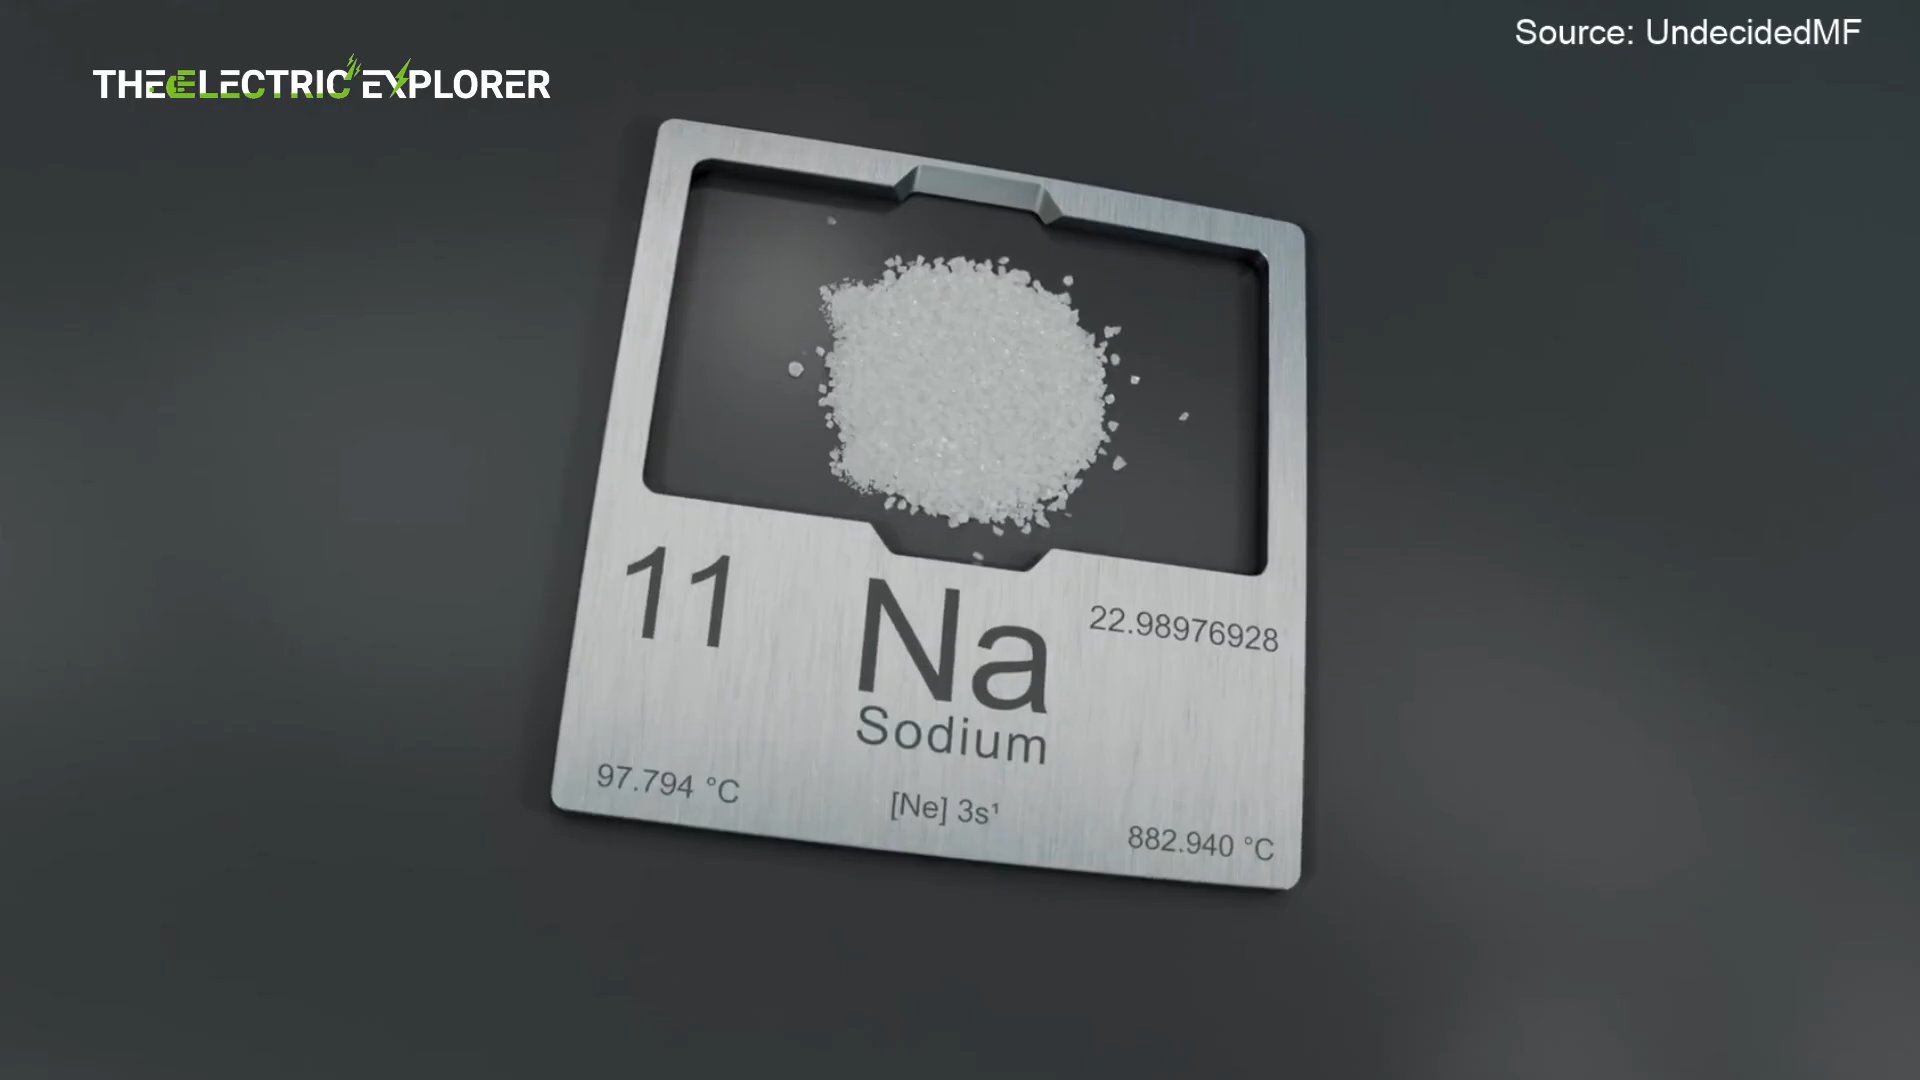 Source: UndecidedMF
THE ELECTRIC EXPLORER
11
Na
22.98976928
Sodium
97.794 °C
[Ne] 3s¹
882.940 °C